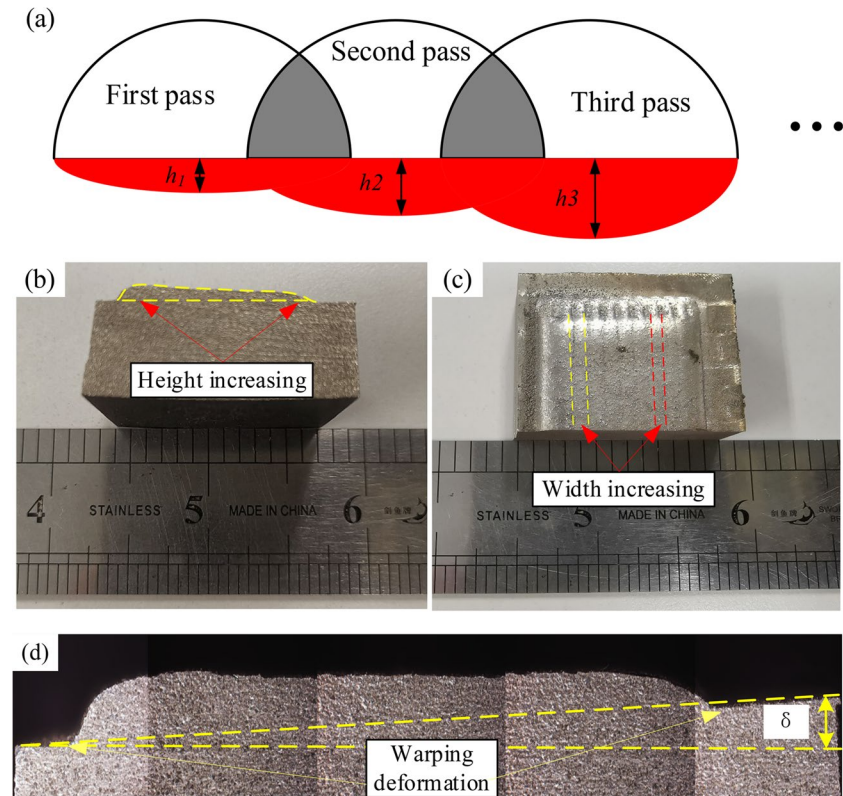 (a)
First pass
Second pass
Third pass
h1
h2
h3
(b)
Height increasing
4 STAINLESS 5 MADE IN CHINA 6
(c)
Width increasing
STAINLESS 5 MADE IN CHINA 6
(d)
δ
Warping
deformation